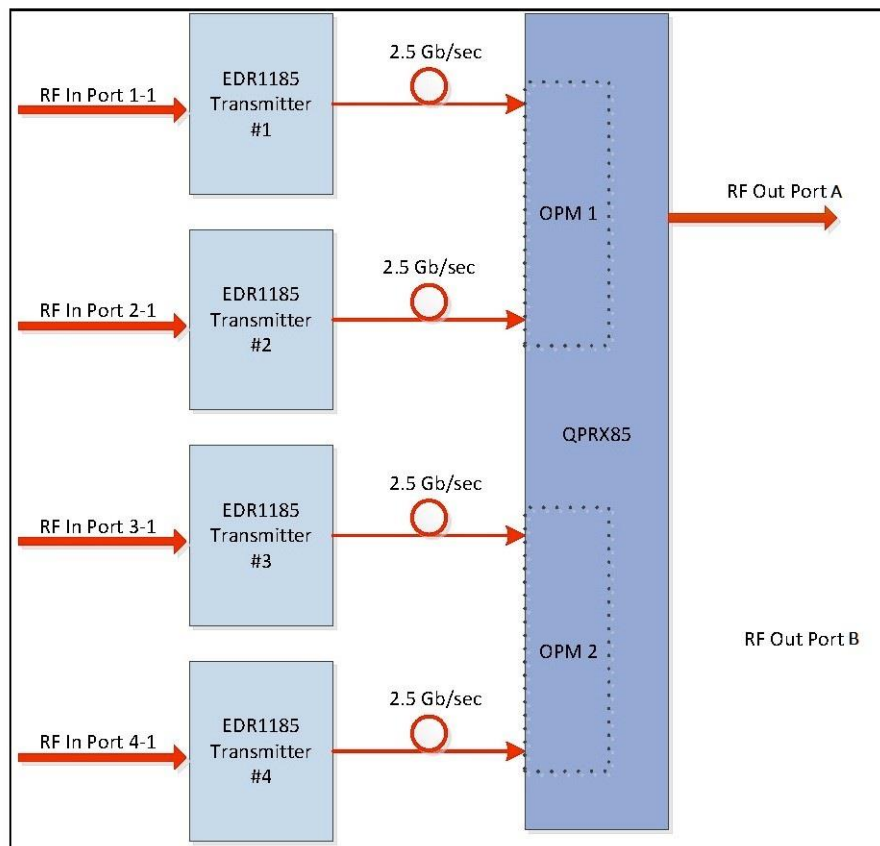 2.5 Gb/sec
RF In Port 1-1
EDR1185
Transmitter
#1
OPM 1
RF Out Port A
2.5 Gb/sec
RF In Port 2-1
EDR1185
Transmitter
#2
QPRX85
2.5 Gb/sec
RF In Port 3-1
EDR1185
Transmitter
#3
OPM 2
RF Out Port B
2.5 Gb/sec
RF In Port 4-1
EDR1185
Transmitter
#4